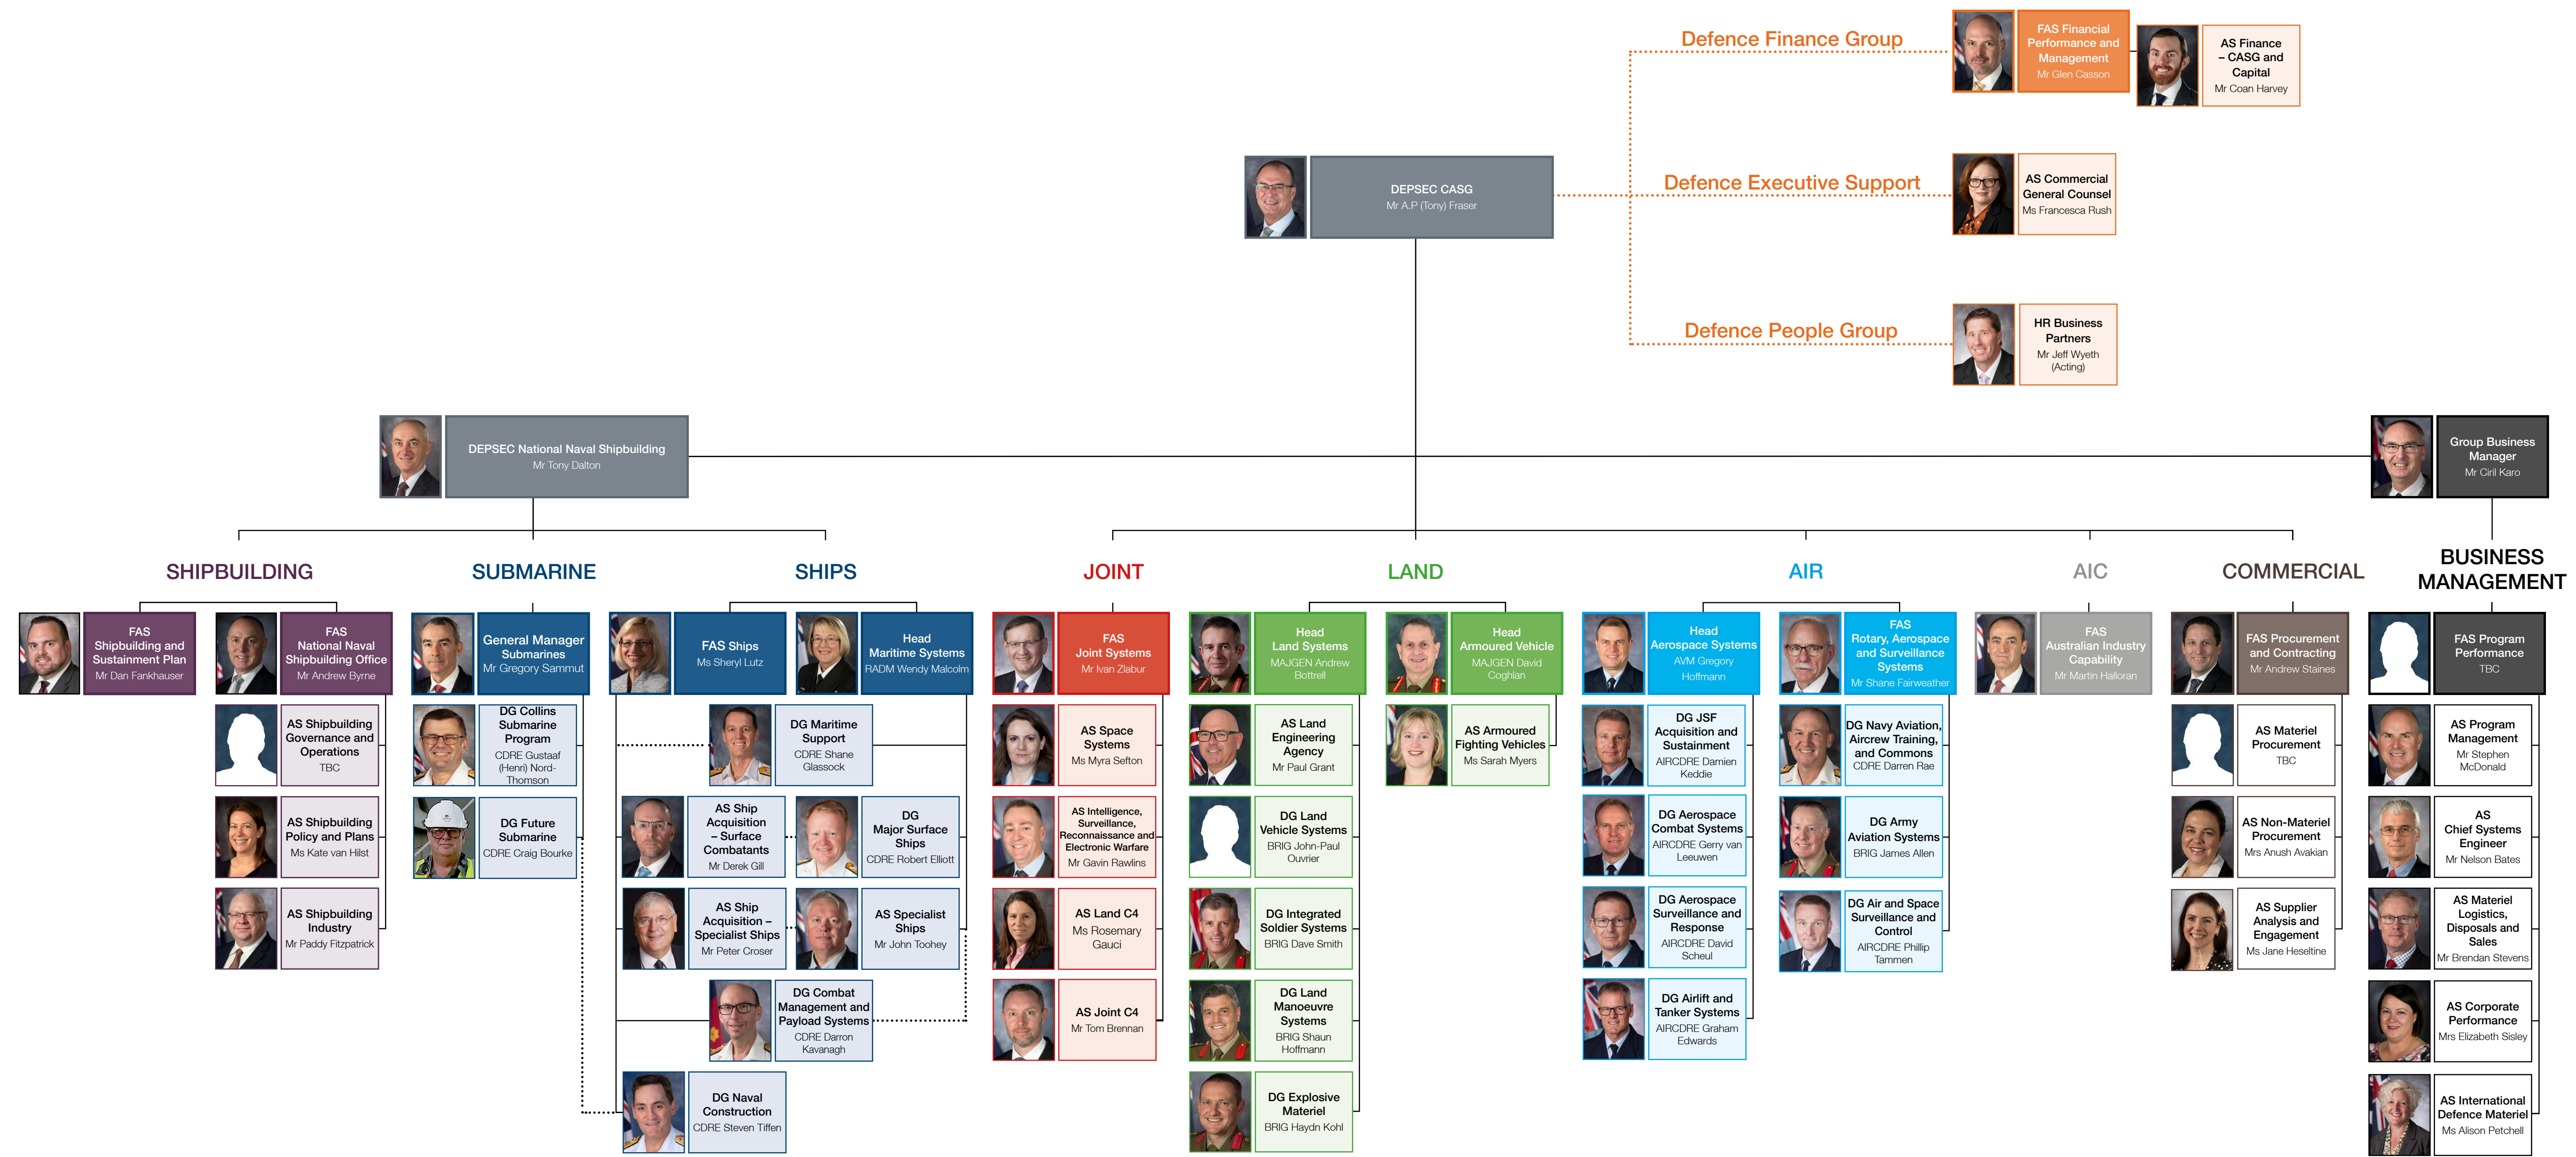 Defence Finance Group
FAS Financial
Performance and
Management
Mr Glen Casson
AS Finance
– CASG and
Capital
Mr Coan Harvey
DEPSEC CASG
Mr A.P (Tony) Fraser
Defence Executive Support
AS Commercial
General Counsel
Ms Francesca Rush
Defence People Group
HR Business
Partners
Mr Jeff Wyeth
(Acting)
DEPSEC National Naval Shipbuilding
Mr Tony Dalton
Group Business
Manager
Mr Ciril Karo
SHIPBUILDING
FAS
Shipbuilding and
Sustainment Plan
Mr Dan Fankhauser
FAS
National Naval
Shipbuilding Office
Mr Andrew Byrne
AS Shipbuilding
Governance and
Operations
TBC
AS Shipbuilding
Policy and Plans
Ms Kate van Hilst
AS Shipbuilding
Industry
Mr Paddy Fitzpatrick
SUBMARINE
General Manager
Submarines
Mr Gregory Sammut
DG Collins
Submarine
Program
CDRE Gustaaf
(Henri) Nord-
Thomson
DG Future
Submarine
CDRE Craig Bourke
SHIPS
FAS Ships
Ms Sheryl Lutz
Head
Maritime Systems
RADM Wendy Malcolm
DG Maritime
Support
CDRE Shane
Glassock
AS Ship
Acquisition
– Surface
Combatants
Mr Derek Gill
DG
Major Surface
Ships
CDRE Robert Elliott
AS Ship
Acquisition –
Specialist Ships
Mr Peter Croser
AS Specialist
Ships
Mr John Toohey
DG Combat
Management and
Payload Systems
CDRE Darron
Kavanagh
DG Naval
Construction
CDRE Steven Tiffen
JOINT
FAS
Joint Systems
Mr Ivan Zlabur
AS Space
Systems
Ms Myra Sefton
AS Intelligence,
Surveillance,
Reconnaissance and
Electronic Warfare
Mr Gavin Rawlins
AS Land C4
Ms Rosemary
Gauci
AS Joint C4
Mr Tom Brennan
LAND
Head
Land Systems
MAJGEN Andrew
Bottrell
Head
Armoured Vehicle
MAJGEN David
Coghlan
AS Land
Engineering
Agency
Mr Paul Grant
AS Armoured
Fighting Vehicles
Ms Sarah Myers
DG Land
Vehicle Systems
BRIG John-Paul
Ouvrier
DG Integrated
Soldier Systems
BRIG Dave Smith
DG Land
Manoeuvre
Systems
BRIG Shaun
Hoffmann
DG Explosive
Materiel
BRIG Haydn Kohl
AIR
Head
Aerospace Systems
AVM Gregory
Hoffmann
FAS
Rotary, Aerospace
and Surveillance
Systems
Mr Shane Fairweather
DG JSF
Acquisition and
Sustainment
AIRCDRE Damien
Keddie
DG Navy Aviation,
Aircrew Training,
and Commons
CDRE Darren Rae
DG Aerospace
Combat Systems
AIRCDRE Gerry van
Leeuwen
DG Army
Aviation Systems
BRIG James Allen
DG Aerospace
Surveillance and
Response
AIRCDRE David
Scheul
DG Air and Space
Surveillance and
Control
AIRCDRE Phillip
Tammen
DG Airlift and
Tanker Systems
AIRCDRE Graham
Edwards
AIC
FAS
Australian Industry
Capability
Mr Martin Halloran
COMMERCIAL
FAS Procurement
and Contracting
Mr Andrew Staines
AS Materiel
Procurement
TBC
AS Non-Materiel
Procurement
Mrs Anush Avakian
AS Supplier
Analysis and
Engagement
Ms Jane Heseltine
BUSINESS
MANAGEMENT
FAS Program
Performance
TBC
AS Program
Management
Mr Stephen
McDonald
AS
Chief Systems
Engineer
Mr Nelson Bates
AS Materiel
Logistics,
Disposals and
Sales
Mr Brendan Stevens
AS Corporate
Performance
Mrs Elizabeth Sisley
AS International
Defence Materiel
Ms Alison Petchell